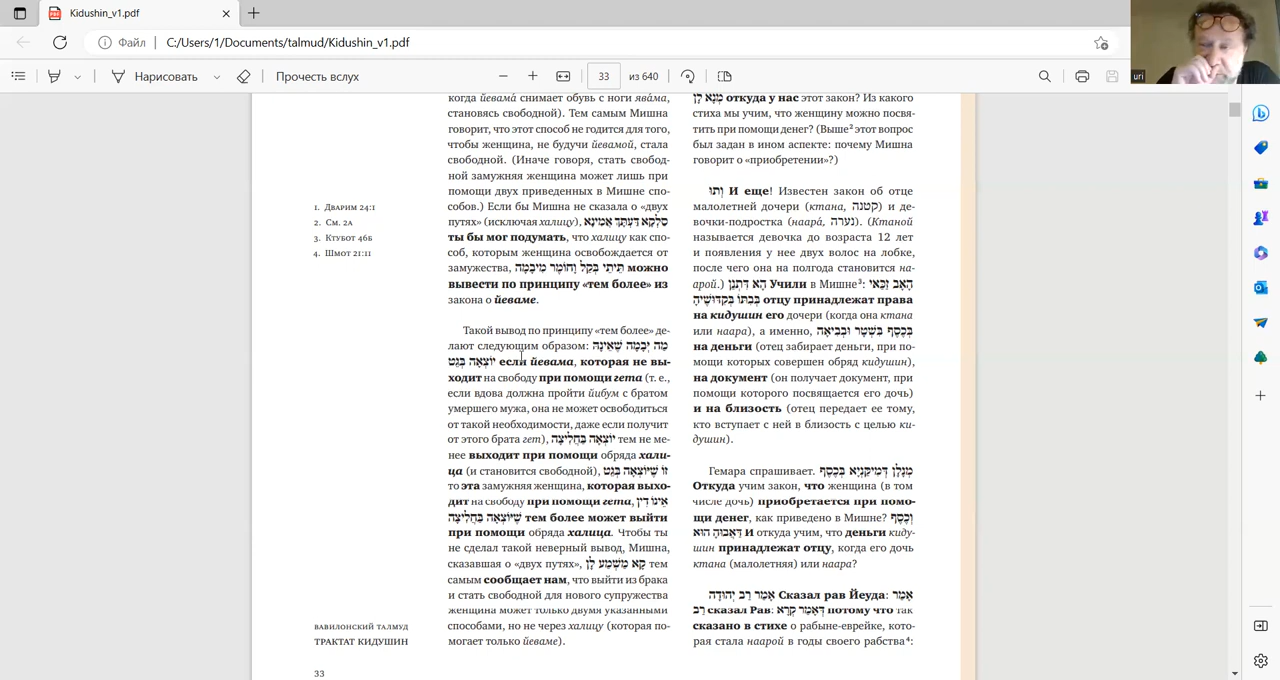 Kidushin_v1.pdf
Файл
C:/Users/1/Documents/talmud/Kidushin_v1.pdf
Нарисовать
Прочесть вслух
33
из 640
uri
1. Дварим 24:1
2. См. 2а
3. Ктубот 46б
4. Шмот 21:11
ВАВИЛОНСКИЙ ТАЛМУД
ТРАКТАТ КИДУШИН
33
когда йевамá снимает обувь с ноги явáма,
становясь свободной). Тем самым Мишна
говорит, что этот способ не годится для того,
чтобы женщина, не будучи йевамой, стала
свободной. (Иначе говоря, стать свобод-
ной замужняя женщина может лишь при
помощи двух приведенных в Мишне спо-
собов.) Если бы Мишна не сказала о «двух
путях» (исключая халицу), סָלְקָא דַּעְתָּךְ אֲמִינָא
ты бы мог подумать, что халицу как спо-
соб, которым женщина освобождается от
замужества, תֵּיתֵי בְּקַל וָחוֹמֶר מִיבָמָה можно
вывести по принципу «тем более» из
закона о йеваме.
Такой вывод по принципу «тем более» де-
лают следующим образом: מַה יְּבָמָה שֶׁאֵינָהּ
יוֹצְאָה בְּגֵט если йевама, которая не вы-
ходит на свободу при помощи гета (т. е.,
если вдова должна пройти йибум с братом
умершего мужа, она не может освободиться
от такой необходимости, даже если получит
от этого брата гет), יוֹצְאָה בַּחֲלִיצָה тем не ме-
нее выходит при помощи обряда хали-
ца (и становится свободной), זוֹ שֶׁיּוֹצְאָה בְּגֵט
то эта замужняя женщина, которая выхо-
дит на свободу при помощи гета, אֵינוֹ דִּין
שֶׁיּוֹצְאָה בַּחֲלִיצָה тем более может выйти
при помощи обряда халица. Чтобы ты
не сделал такой неверный вывод, Мишна,
сказавшая о «двух путях», קָא מַשְׁמַע לָן тем
самым сообщает нам, что выйти из брака
и стать свободной для нового супружества
женщина может только двумя указанными
способами, но не через халицу (которая по-
могает только йеваме).
מְנָא לָן откуда у нас этот закон? Из какого
стиха мы учим, что женщину можно посвя-
тить при помощи денег? (Выше² этот вопрос
был задан в ином аспекте: почему Мишна
говорит о «приобретении»?)
וְתוּ И еще! Известен закон об отце
малолетней дочери (ктана, קטנה) и де-
вочки-подростка (наарá, נערה). (Ктаной
называется девочка до возраста 12 лет
и появления у нее двух волос на лобке,
после чего она на полгода становится на-
арой.) הָא דִּתְנַן Учили в Мишне³: הָאָב זַכַּאי
בְּבִתּוֹ בְּקִדּוּשֶׁיהָ отцу принадлежат права
на кидушин его дочери (когда она ктана
или наара), а именно, בְּכֶסֶף בִּשְׁטָר וּבְבִיאָה
на деньги (отец забирает деньги, при по-
мощи которых совершен обряд кидушин),
на документ (он получает документ, при
помощи которого посвящается его дочь)
и на близость (отец передает ее тому,
кто вступает с ней в близость с целью ки-
душин).
Гемара спрашивает. מְנָלַן דְּמִיקַּנְיָא בְּכֶסֶף
Откуда учим закон, что женщина (в том
числе дочь) приобретается при помо-
щи денег, как приведено в Мишне? וְכֶסֶף
דַּאֲבוּהָּ הוּא И откуда учим, что деньги киду-
шин принадлежат отцу, когда его дочь
ктана (малолетняя) или наара?
אָמַר רַב יְהוּדָה Сказал рав Йеуда: אָמַר
רַב сказал Рав: דְּאָמַר קְרָא потому что так
сказано в стихе о рабыне-еврейке, кото-
рая стала наарой в годы своего рабства⁴: